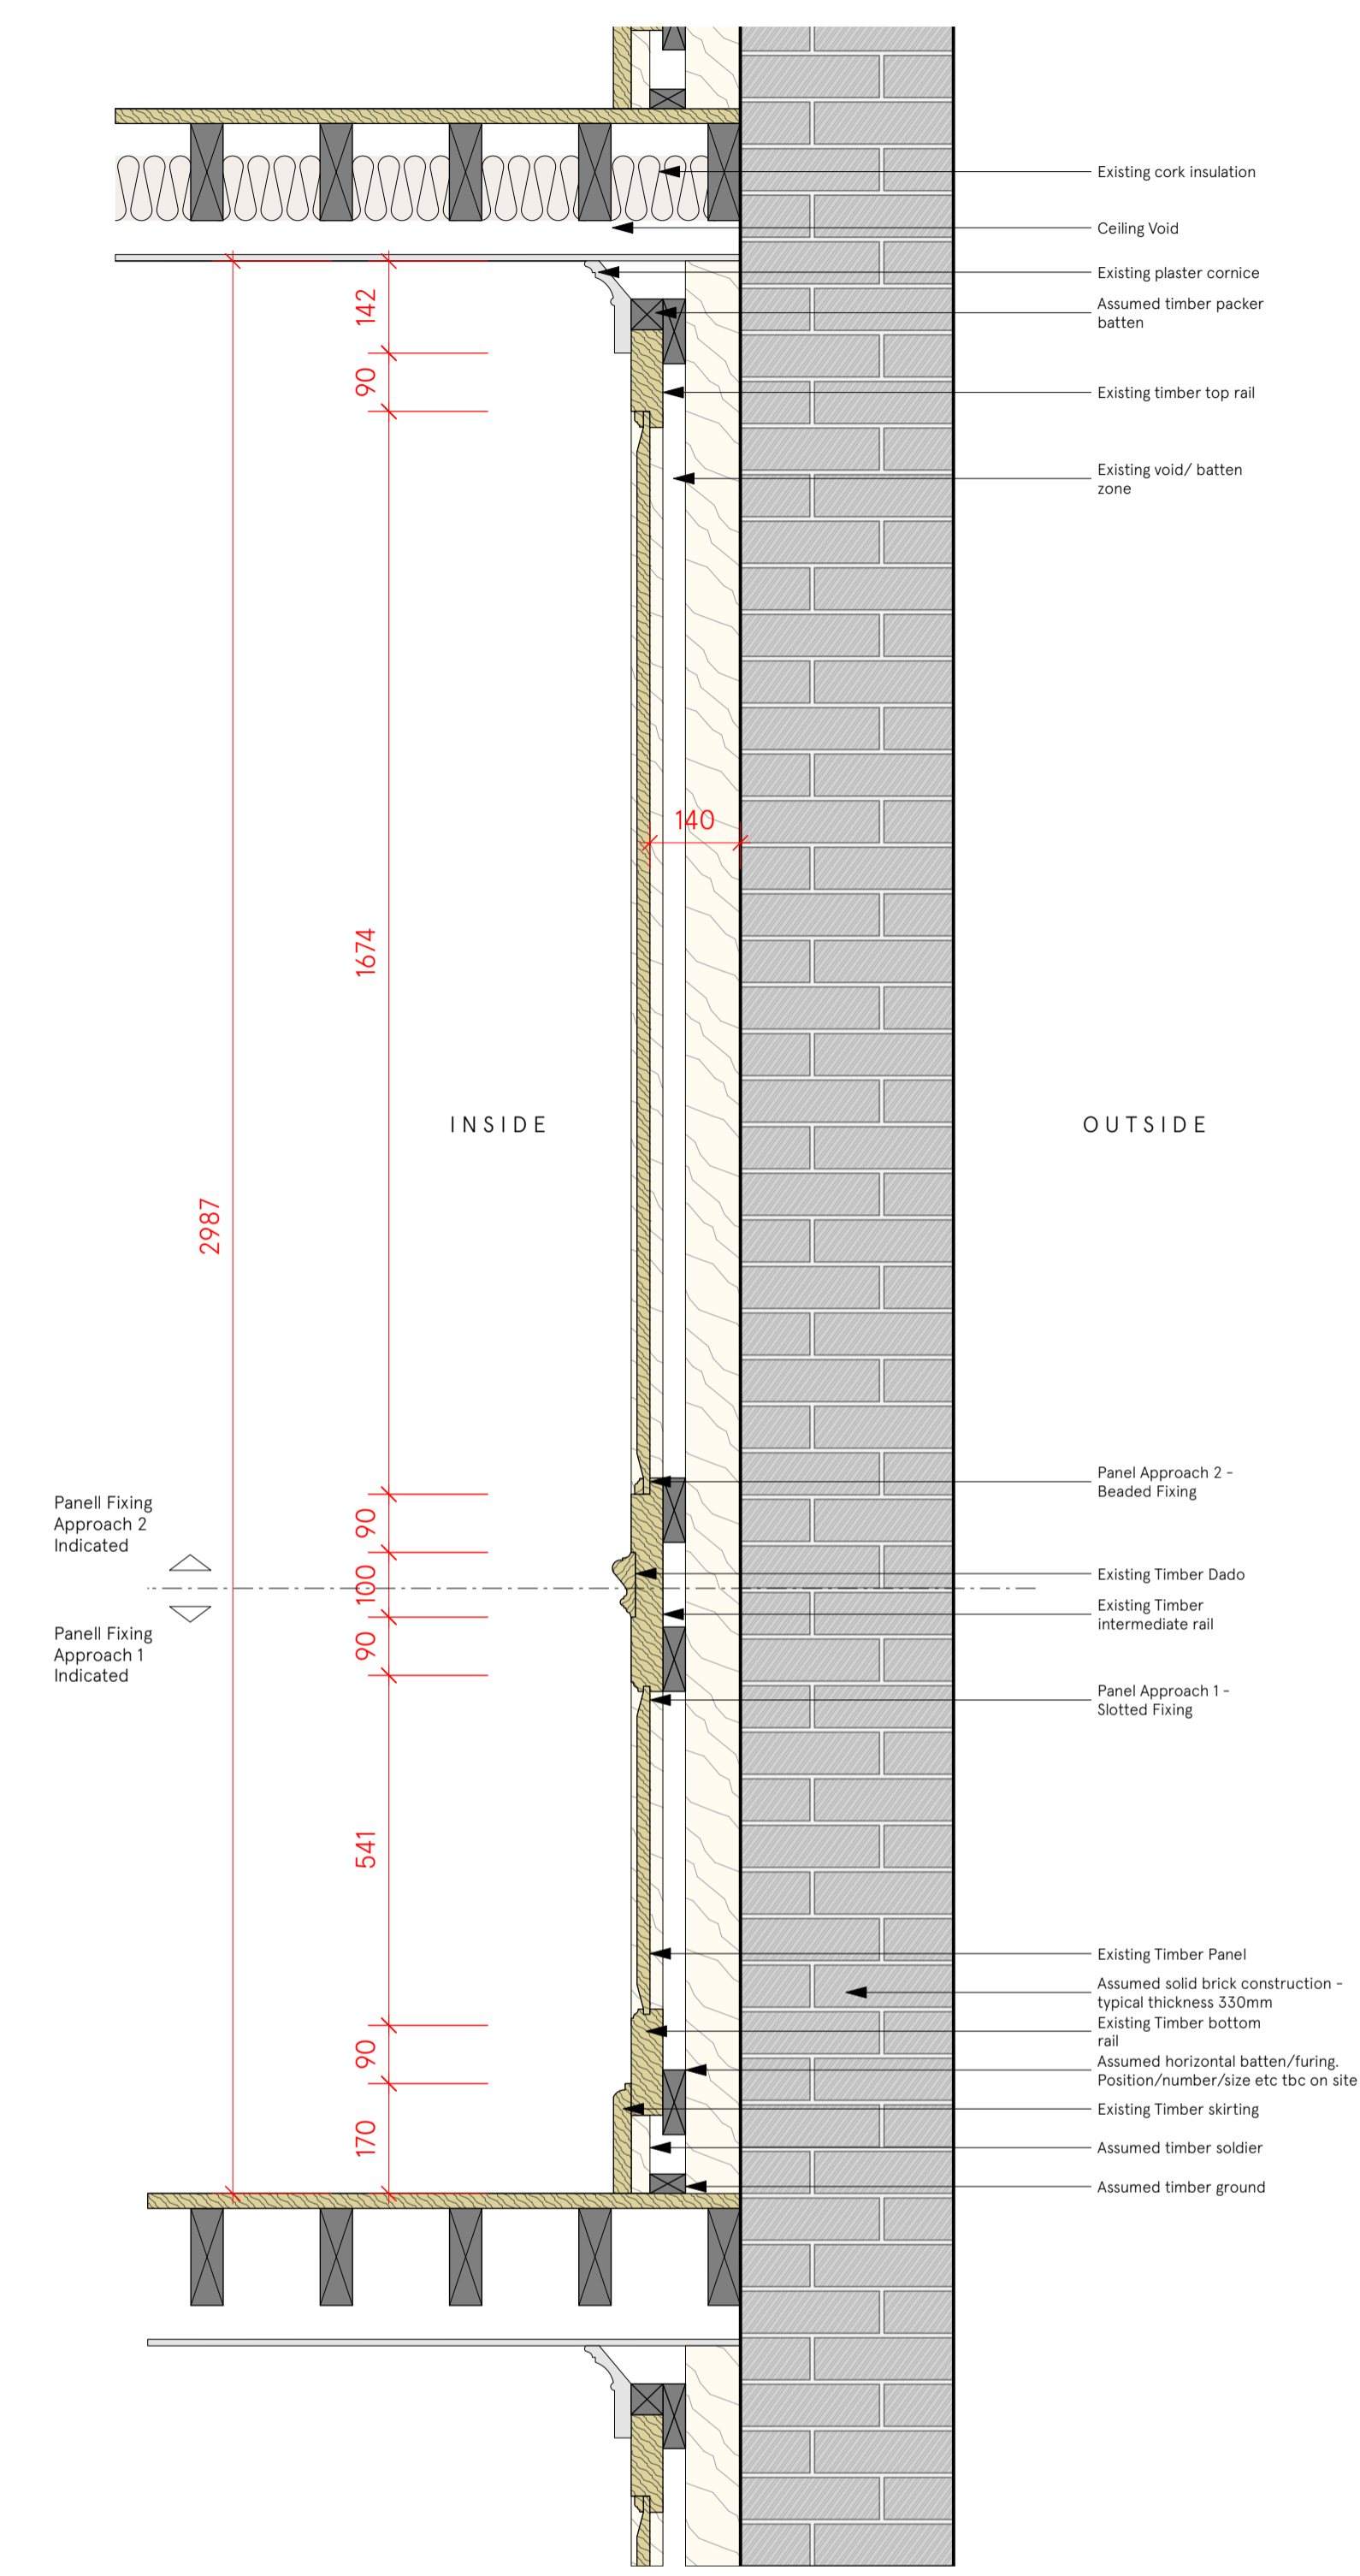 Existing cork insulation
Ceiling Void
Existing plaster cornice
Assumed timber packer
batten
142
90
Existing timber top rail
Existing void/ batten
zone
140
1674
INSIDE
OUTSIDE
2987
Panel Approach 2 -
Beaded Fixing
Panell Fixing
Approach 2
Indicated
90
Existing Timber Dado
100
Existing Timber
intermediate rail
Panell Fixing
Approach 1
Indicated
90
Panel Approach 1 -
Slotted Fixing
541
Existing Timber Panel
Assumed solid brick construction -
typical thickness 330mm
Existing Timber bottom
rail
90
Assumed horizontal batten/furing.
Position/number/size etc tbc on site
Existing Timber skirting
170
Assumed timber soldier
Assumed timber ground